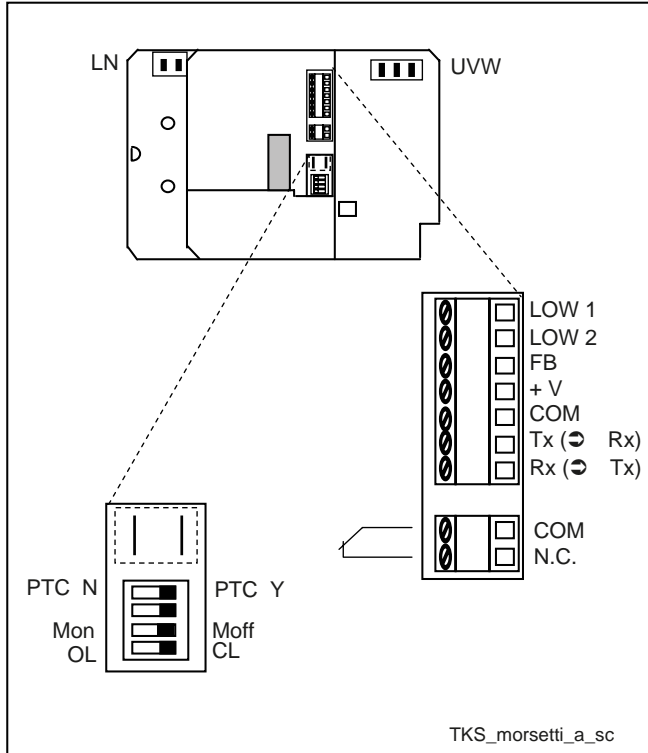 LN
UVW
LOW 1
LOW 2
FB
+ V
COM
Tx (➲ Rx)
Rx (➲ Tx)
COM
N.C.
PTC N PTC Y
Mon Moff
OL CL
TKS_morsetti_a_sc